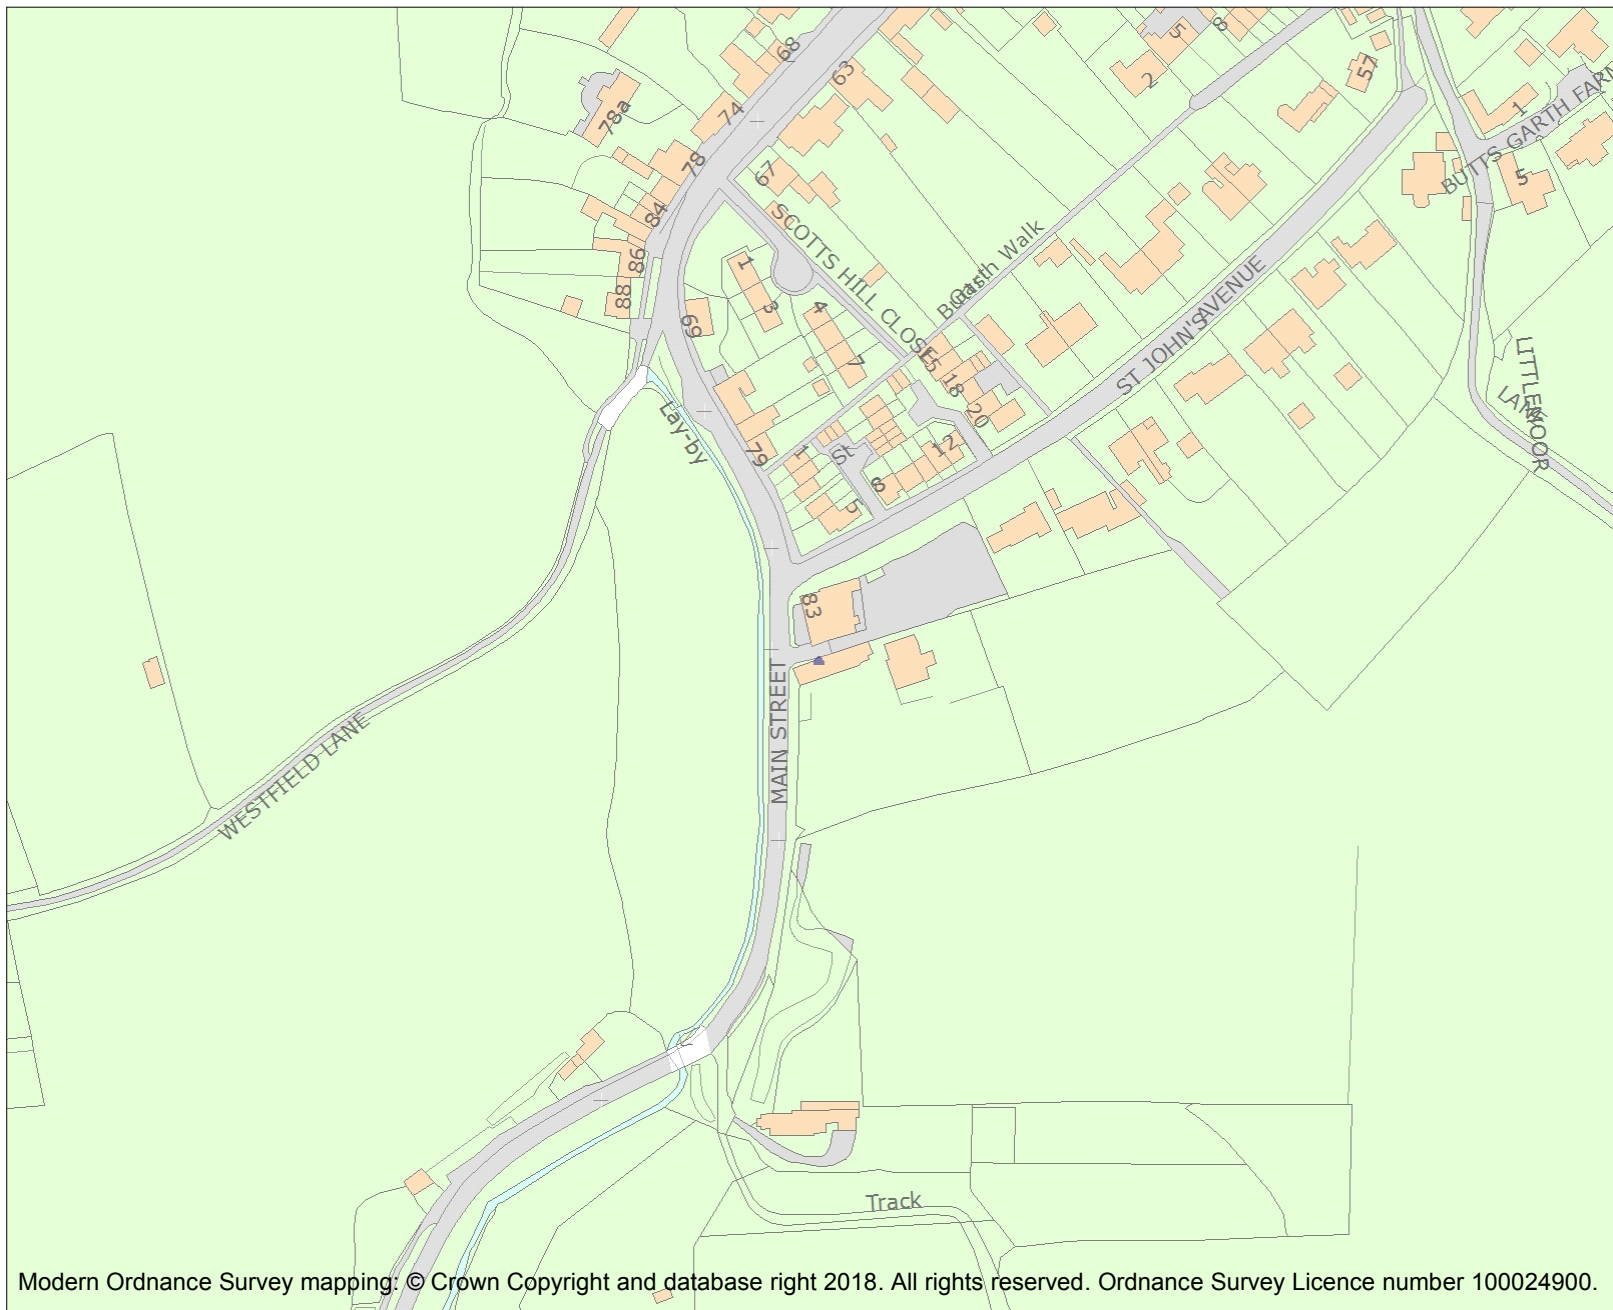 68
5
8
63
2
57
78a
74
1
BUTTS GARTH FARM
78
67
5
84
SCOTTS HILL CLOSE
Butts
Garth Walk
86
1
ST JOHN'S
AVENUE
88
3
4
69
7
15
18
20
LITTLEMOOR
LANE
Lay-by
79
1
St
12
8
5
83
MAIN STREET
WESTFIELD LANE
Track
Modern Ordnance Survey mapping: © Crown Copyright and database right 2018. All rights reserved. Ordnance Survey Licence number 100024900.